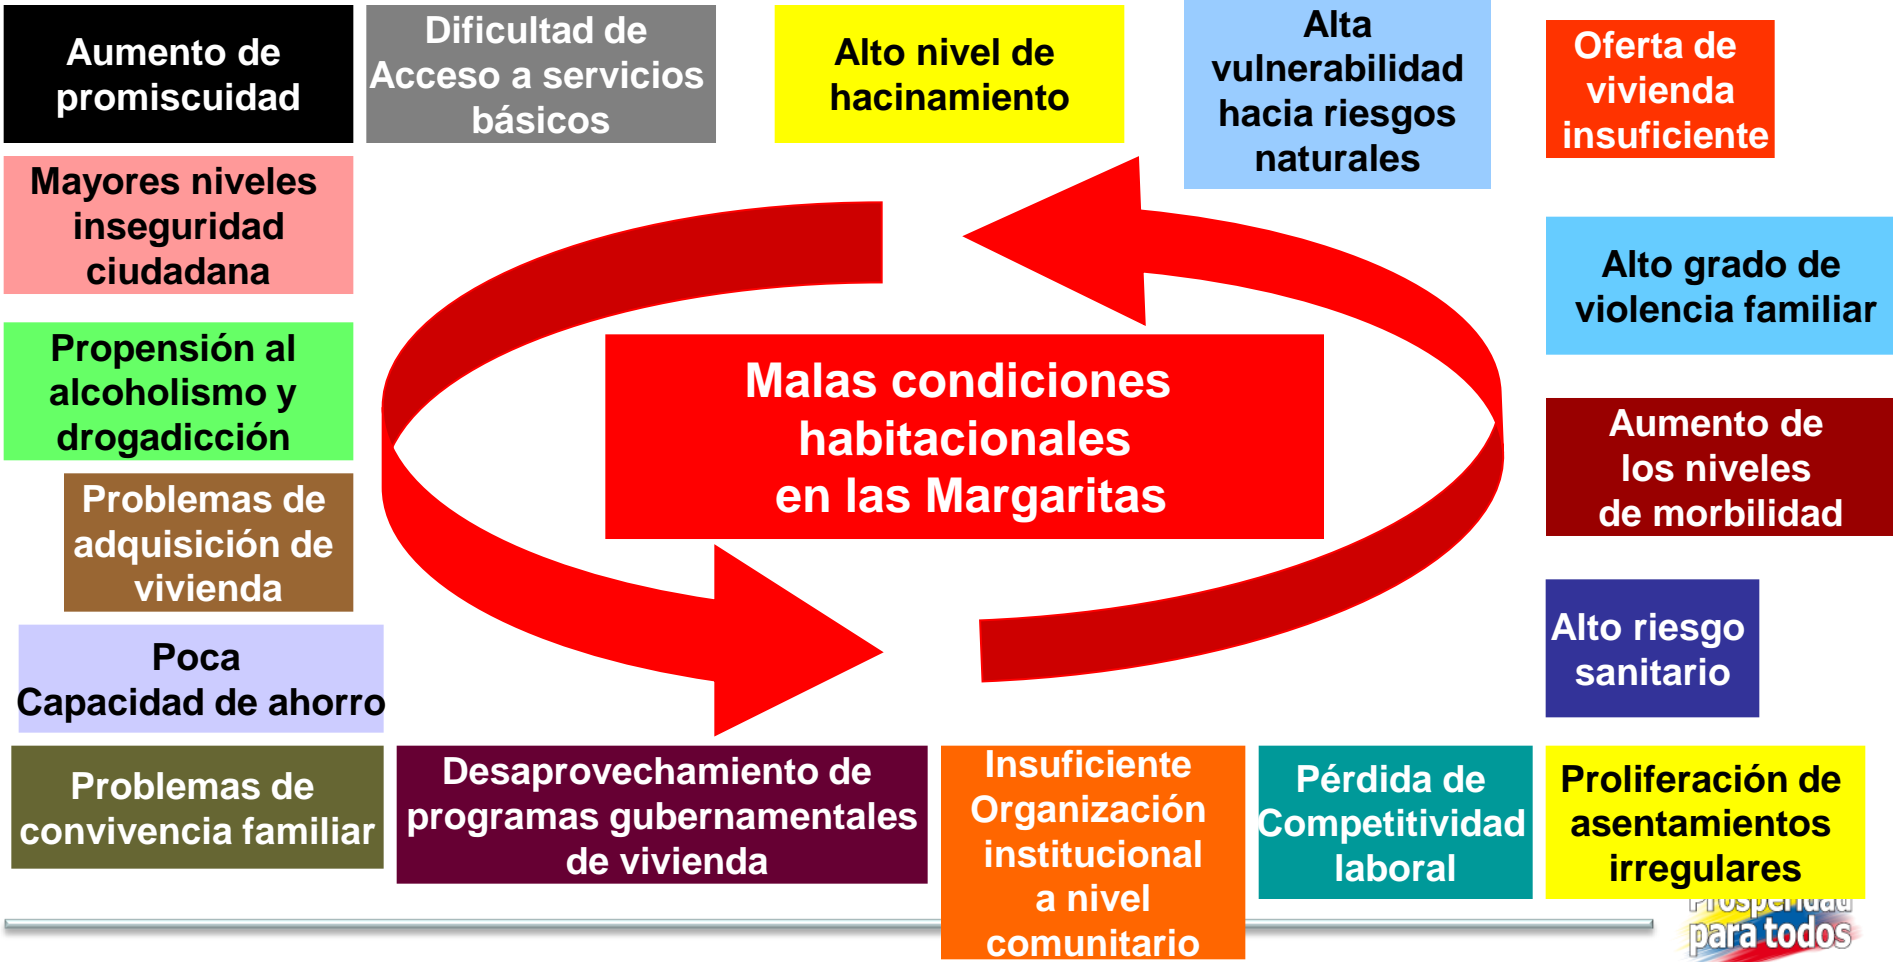 Aumento de
promiscuidad
Dificultad de
Acceso a servicios
básicos
Alto nivel de
hacinamiento
Alta
vulnerabilidad
hacia riesgos
naturales
Oferta de
vivienda
insuficiente
Mayores niveles
inseguridad
ciudadana
Alto grado de
violencia familiar
Propensión al
alcoholismo y
drogadicción
Malas condiciones
habitacionales
en las Margaritas
Aumento de
los niveles
de morbilidad
Problemas de
adquisición de
vivienda
Alto riesgo
sanitario
Poca
Capacidad de ahorro
Problemas de
convivencia familiar
Desaprovechamiento de
programas gubernamentales
de vivienda
Insuficiente
Organización
institucional
a nivel
comunitario
Pérdida de
Competitividad
laboral
Proliferación de
asentamientos
irregulares
Prosperidad
para todos